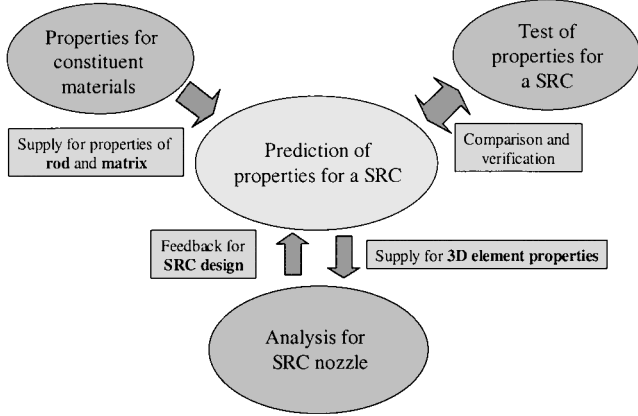 Properties for
constituent
materials
Test of
properties for
a SRC
Supply for properties of
rod and matrix
Prediction of
properties for a SRC
Comparison and
verification
Feedback for
SRC design
Supply for 3D element properties
Analysis for
SRC nozzle